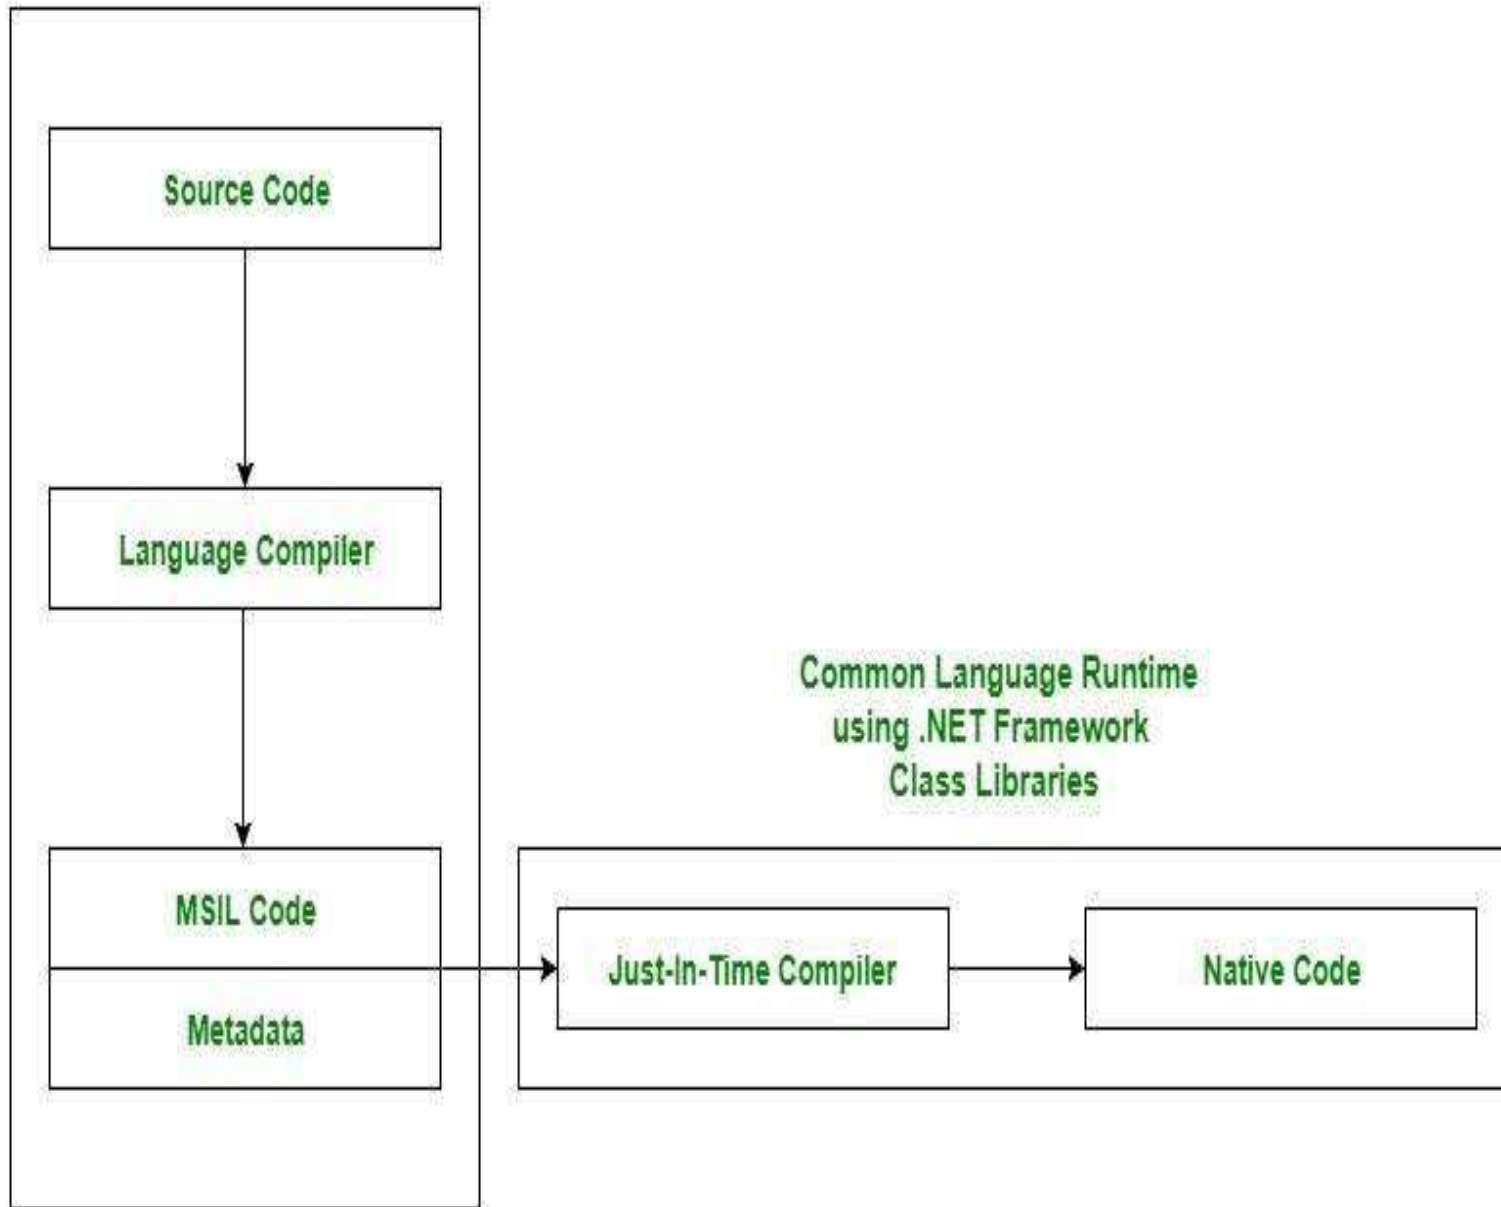 Source Code
Language Compiler
Common Language Runtime
using .NET Framework
Class Libraries
MSIL Code
Just-In-Time Compiler
Native Code
Metadata